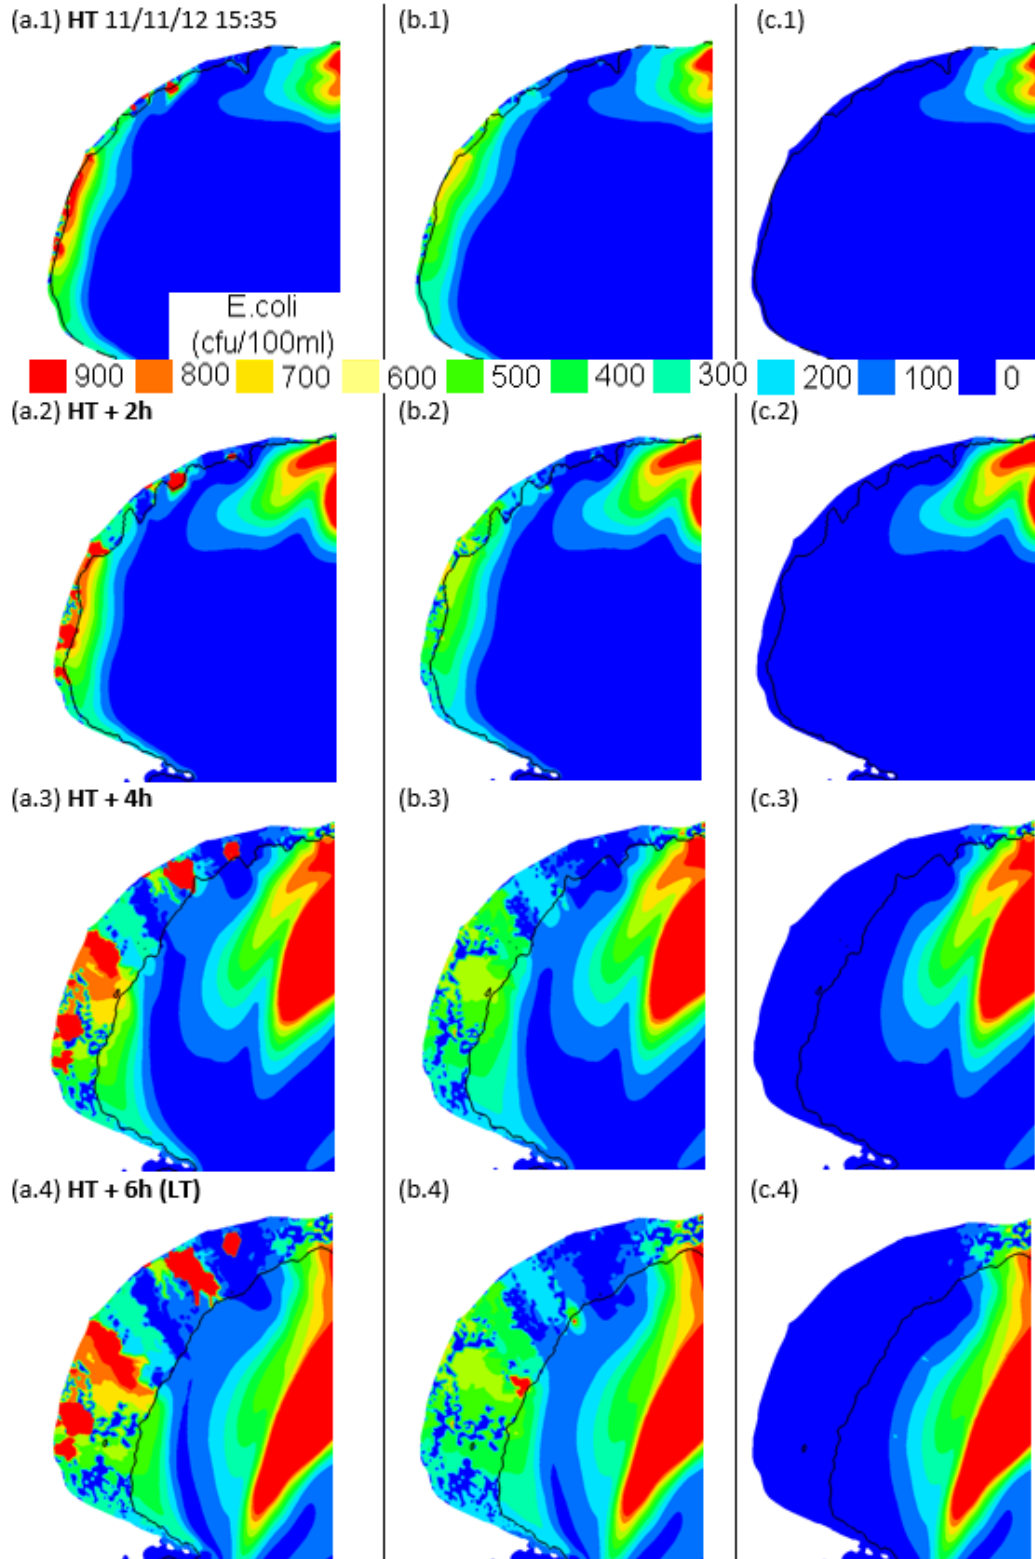 (a.1) HT 11/11/12 15:35
(b.1)
(c.1)
E.coli
(cfu/100ml)
900 800 700 600 500 400 300 200 100 0
(a.2) HT + 2h
(b.2)
(c.2)
(a.3) HT + 4h
(b.3)
(c.3)
(a.4) HT + 6h (LT)
(b.4)
(c.4)